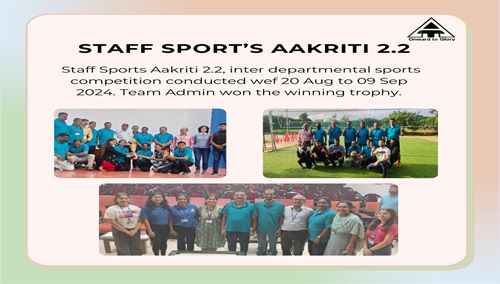 Onward to Glory
STAFF SPORT'S AAKRITI 2.2
Staff Sports Aakriti 2.2, inter departmental sports
competition conducted wef 20 Aug to 09 Sep
2024. Team Admin won the winning trophy.